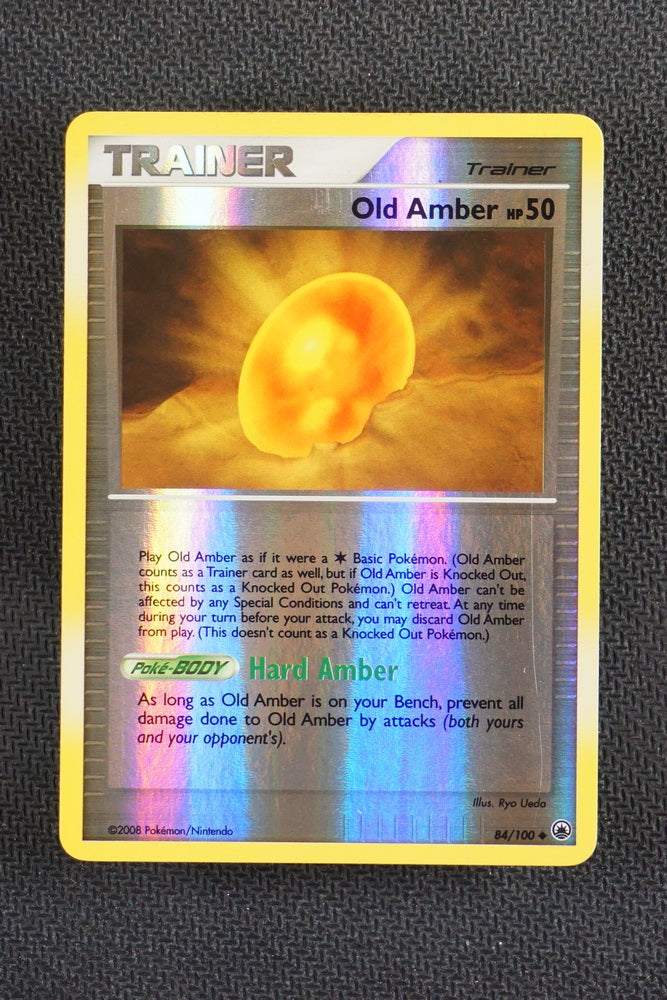 TRAINER
Trainer
Old Amber HP 50
Play Old Amber as if it were a ✶ Basic Pokémon. (Old Amber
counts as a Trainer card as well, but if Old Amber is Knocked Out,
this counts as a Knocked Out Pokémon.) Old Amber can't be
affected by any Special Conditions and can't retreat. At any time
during your turn before your attack, you may discard Old Amber
from play. (This doesn't count as a Knocked Out Pokémon.)
Poké-BODY Hard Amber
As long as Old Amber is on your Bench, prevent all
damage done to Old Amber by attacks (both yours
and your opponent's).
Illus. Ryo Ueda
©2008 Pokémon/Nintendo
84/100 ◆